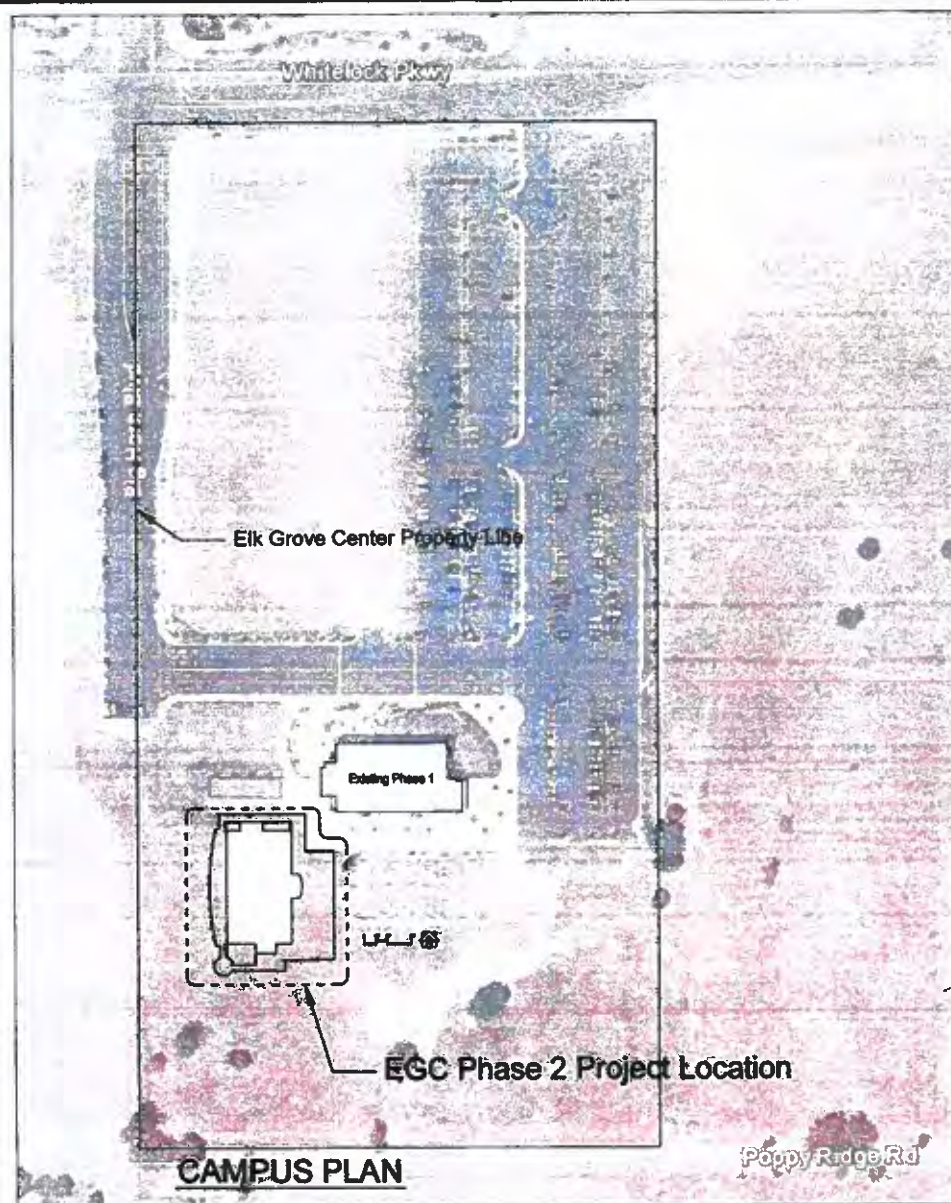 Whitelock Pkwy
Elk Grove Center Property Line
Existing Phase 1
EGC Phase 2 Project Location
CAMPUS PLAN
Poppy Ridge Rd